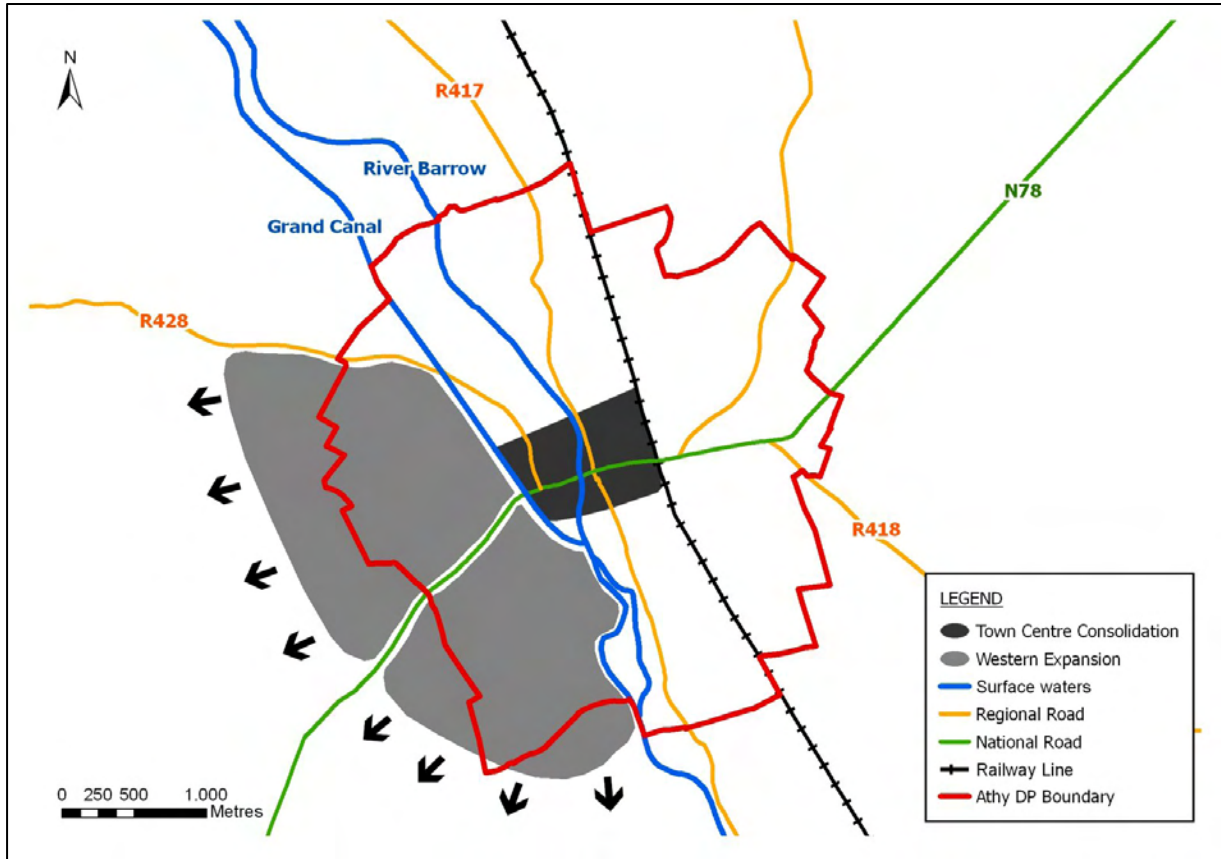 N
R417
River Barrow
N78
Grand Canal
R428
R418
LEGEND
Town Centre Consolidation
Western Expansion
Surface waters
Regional Road
National Road
Railway Line
Athy DP Boundary
0 250 500 1,000
Metres